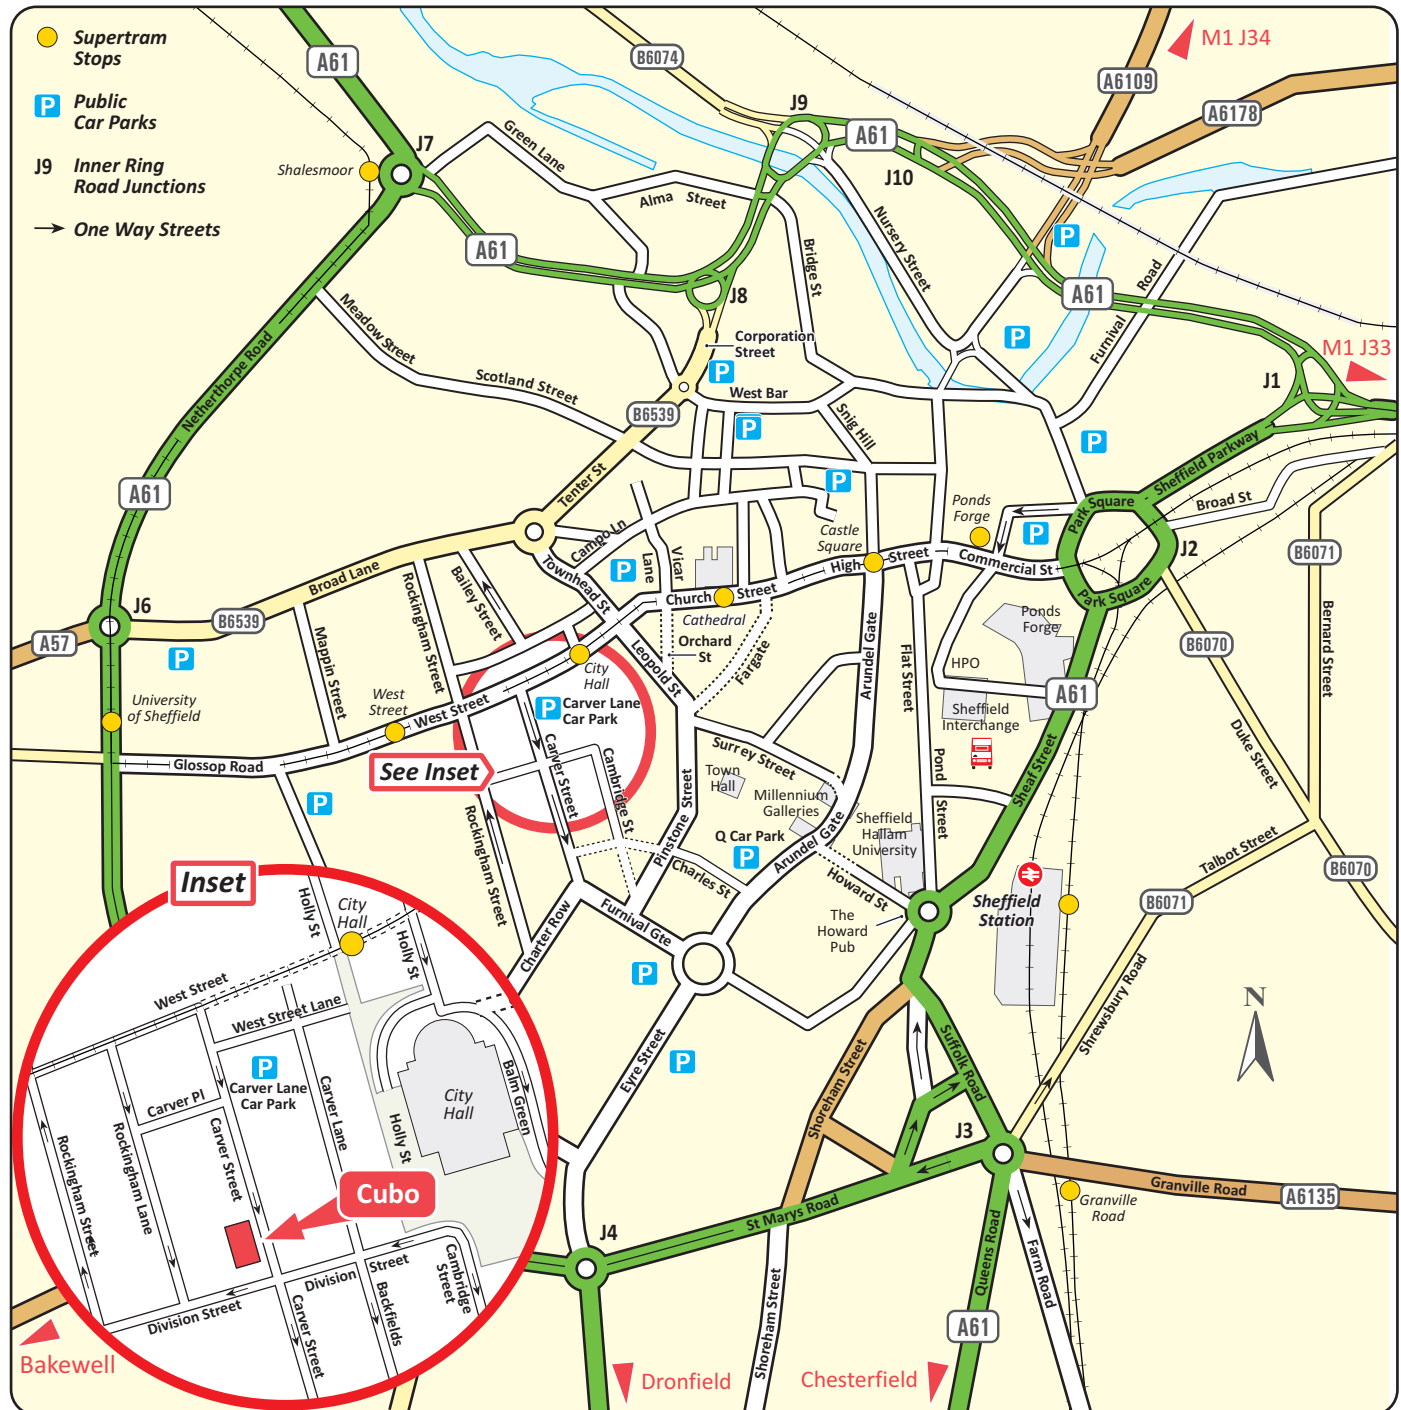 Supertram
Stops
P
Public
Car Parks
J9
Inner Ring
Road Junctions
One Way Streets
A61
B6074
M1 J34
A6109
A6178
J9
A61
J7
Green Lane
Shalesmoor
J10
Alma Street
Nursery Street
P
A61
Bridge St
A61
Furnival Road
J8
Meadow Street
Corporation
Street
P
P
M1 J33
J1
Netherthorpe Road
Scotland Street
West Bar
B6539
P
Snig Hill
P
Sheffield Parkway
A61
Tenter St
P
Ponds
Forge
Park Square
Broad St
Castle
Square
P
J2
Campo Ln
B6071
High Street
Commercial St
Broad Lane
Townhead St
P
Vicar
Lane
Church Street
Cathedral
Park Square
Rockingham Street
Bailey Street
J6
B6539
A57
P
Mappin Street
Orchard
St
Leopold St
Fargate
Arundel Gate
Flat Street
Ponds
Forge
HPO
B6070
Bernard Street
City
Hall
University
of Sheffield
West
Street
West Street
P
Carver Lane
Car Park
A61
Sheffield
Interchange
Glossop Road
See Inset
Carver Street
Cambridge St
Surrey Street
Town
Hall
Millennium
Galleries
Pond Street
Sheaf Street
Duke Street
P
Rockingham Street
Pinstone Street
Q Car Park
P
Arundel Gate
Sheffield
Hallam
University
Talbot Street
B6070
Charles St
Howard St
Sheffield
Station
B6071
Furnival Gte
The
Howard
Pub
Charter Row
P
Shrewsbury Road
N
Eyre Street
P
Shoreham Street
Suffolk Road
J3
Granville Road
A6135
Granville
Road
St Marys Road
J4
Queens Road
Farm Road
Shoreham Street
A61
Bakewell
Dronfield
Chesterfield
Inset
Holly St
City
Hall
Holly St
West Street
West Street Lane
P
Carver Lane
Car Park
Carver Pl
Carver Lane
City
Hall
Balm Green
Rockingham Street
Rockingham Lane
Carver Street
Holly St
Cubo
Division Street
Division Street
Cambridge
Street
Backfields
Carver Street